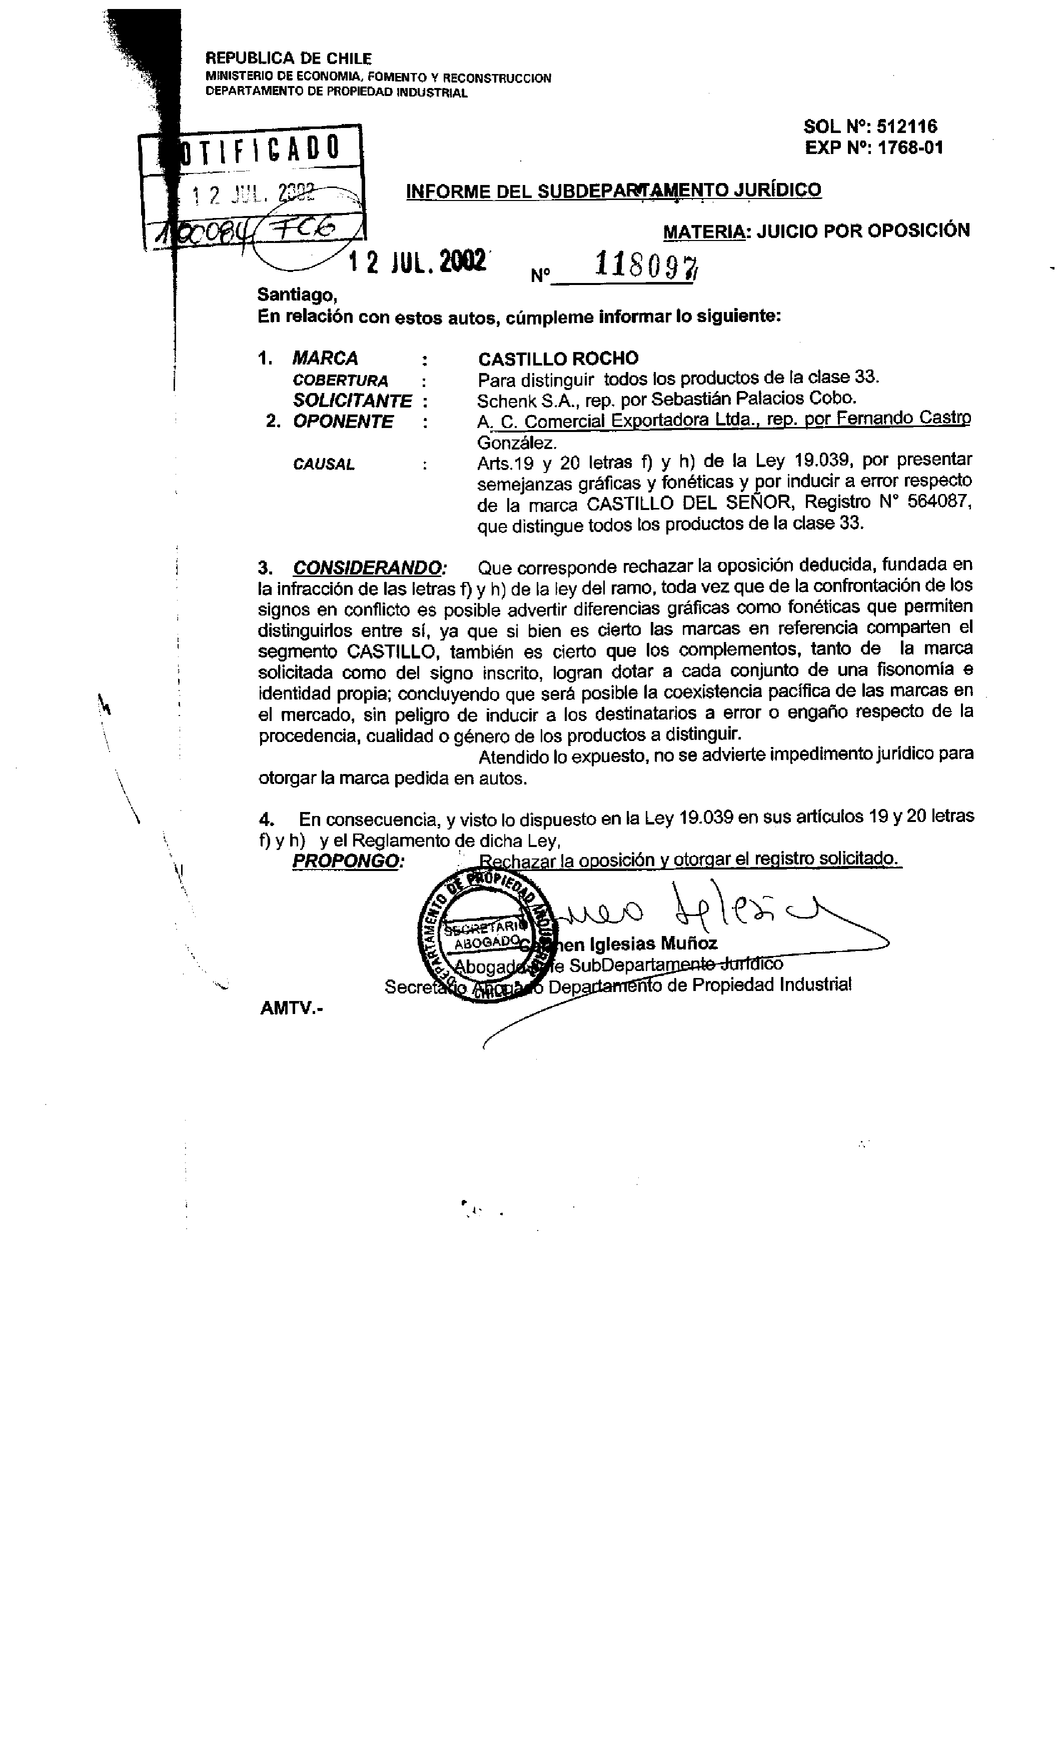 REPUBLICA DE CHILE
MINISTERIO DE ECONOMIA, FOMENTO Y RECONSTRUCCION
DEPARTAMENTO DE PROPIEDAD INDUSTRIAL
SOL Nº: 512116
EXP Nº: 1768-01
OTIFICADO
12 JUL. 2002
100084 FCG
INFORME DEL SUBDEPARTAMENTO JURÍDICO
MATERIA: JUICIO POR OPOSICIÓN
12 JUL. 2002 Nº 118097
Santiago,
En relación con estos autos, cúmpleme informar lo siguiente:
1. MARCA : CASTILLO ROCHO
COBERTURA : Para distinguir todos los productos de la clase 33.
SOLICITANTE : Schenk S.A., rep. por Sebastián Palacios Cobo.
2. OPONENTE : A. C. Comercial Exportadora Ltda., rep. por Fernando Castro
González.
CAUSAL : Arts.19 y 20 letras f) y h) de la Ley 19.039, por presentar
semejanzas gráficas y fonéticas y por inducir a error respecto
de la marca CASTILLO DEL SEÑOR, Registro N° 564087,
que distingue todos los productos de la clase 33.
3. CONSIDERANDO: Que corresponde rechazar la oposición deducida, fundada en
la infracción de las letras f) y h) de la ley del ramo, toda vez que de la confrontación de los
signos en conflicto es posible advertir diferencias gráficas como fonéticas que permiten
distinguirlos entre sí, ya que si bien es cierto las marcas en referencia comparten el
segmento CASTILLO, también es cierto que los complementos, tanto de la marca
solicitada como del signo inscrito, logran dotar a cada conjunto de una fisonomía e
identidad propia; concluyendo que será posible la coexistencia pacífica de las marcas en
el mercado, sin peligro de inducir a los destinatarios a error o engaño respecto de la
procedencia, cualidad o género de los productos a distinguir.
Atendido lo expuesto, no se advierte impedimento jurídico para
otorgar la marca pedida en autos.
4. En consecuencia, y visto lo dispuesto en la Ley 19.039 en sus artículos 19 y 20 letras
f) y h) y el Reglamento de dicha Ley,
PROPONGO: Rechazar la oposición y otorgar el registro solicitado.
DEPARTAMENTO DE PROPIEDAD INDUSTRIAL
SECRETARIO
ABOGADO
CHILE
Iglesias Muñoz
Abogado SubDepartamento Jurídico
Secretario Abogado Departamento de Propiedad Industrial
AMTV.-